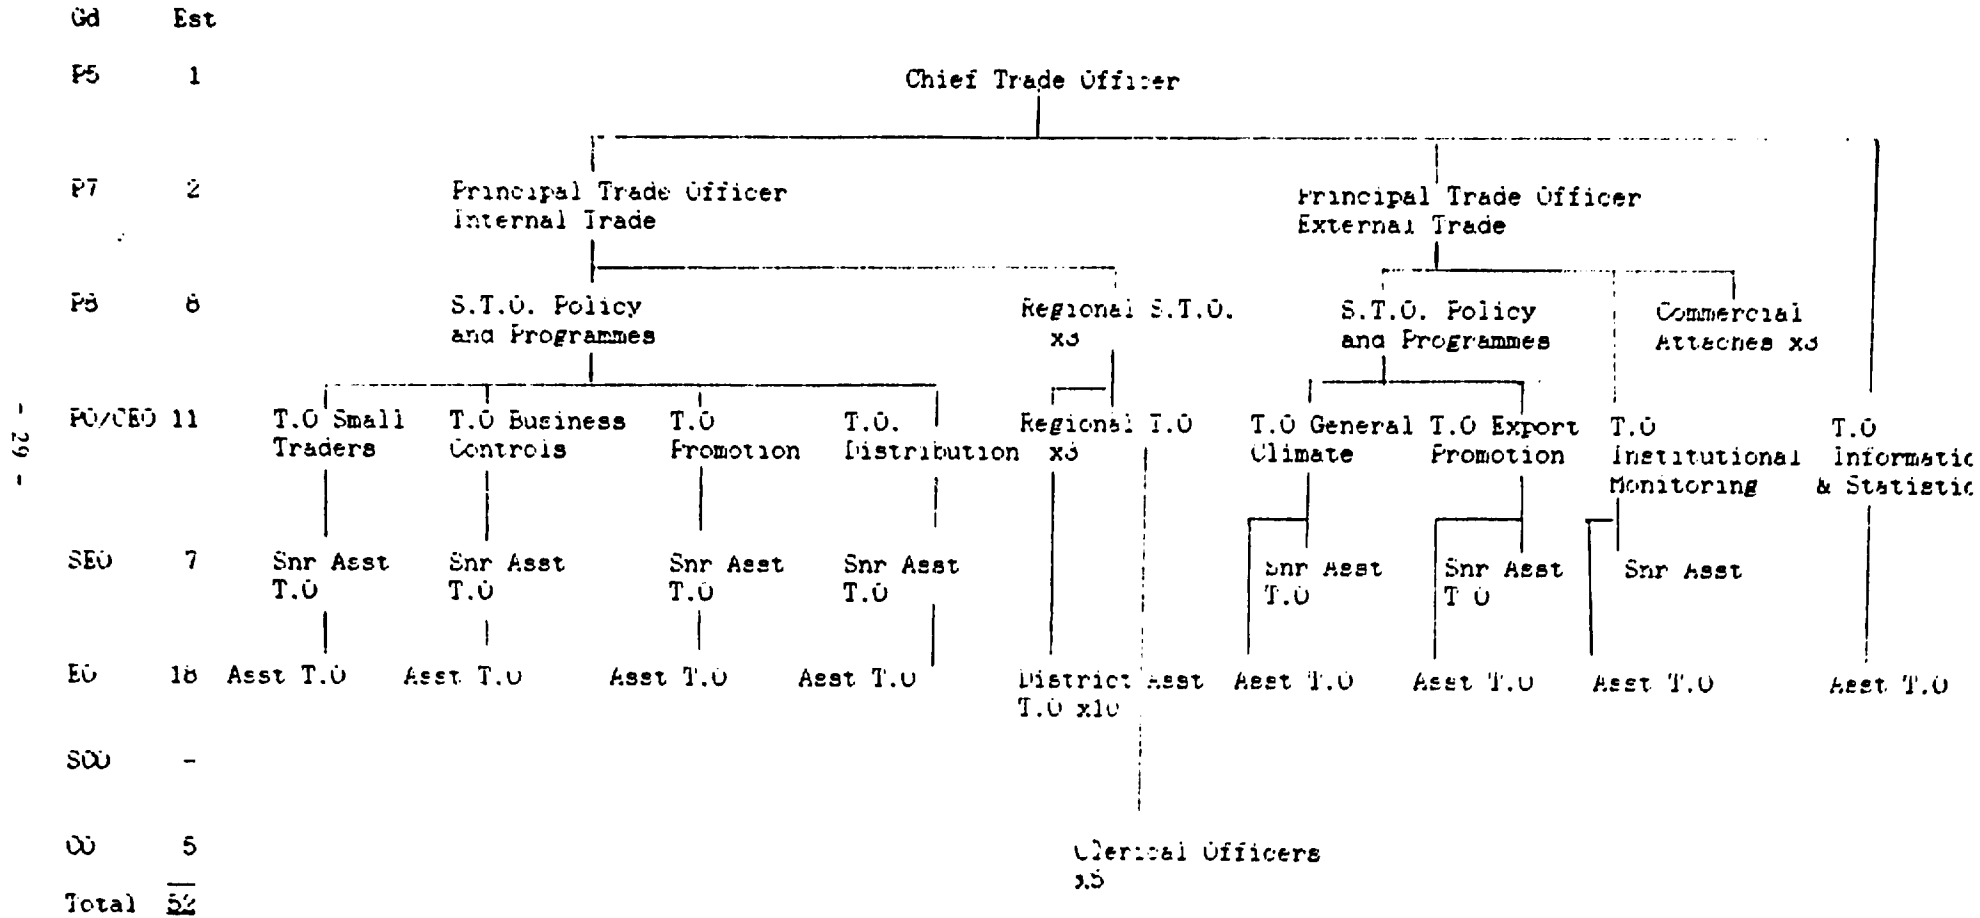 Gd Est
P5 1 Chief Trade Officer
P7 2 Principal Trade Officer Principal Trade Officer
Internal Trade External Trade
P8 8 S.T.O. Policy Regional S.T.O. S.T.O. Policy Commercial
and Programmes x3 and Programmes Attaches x3
PO/CEO 11 T.O Small T.O Business T.O T.O. Regional T.O T.O General T.O Export T.O T.O
Traders Controls Promotion Distribution x3 Climate Promotion Institutional Informatio
Monitoring & Statistic
- 29 -
SEO 7 Snr Asst Snr Asst Snr Asst Snr Asst Snr Asst Snr Asst Snr Asst
T.O T.O T.O T.O T.O T O
EO 18 Asst T.O Asst T.O Asst T.O Asst T.O District Asst Asst T.O Asst T.O Asst T.O Asst T.O
T.O x10
SCO -
CO 5 Clerical Officers
x5
Total 52